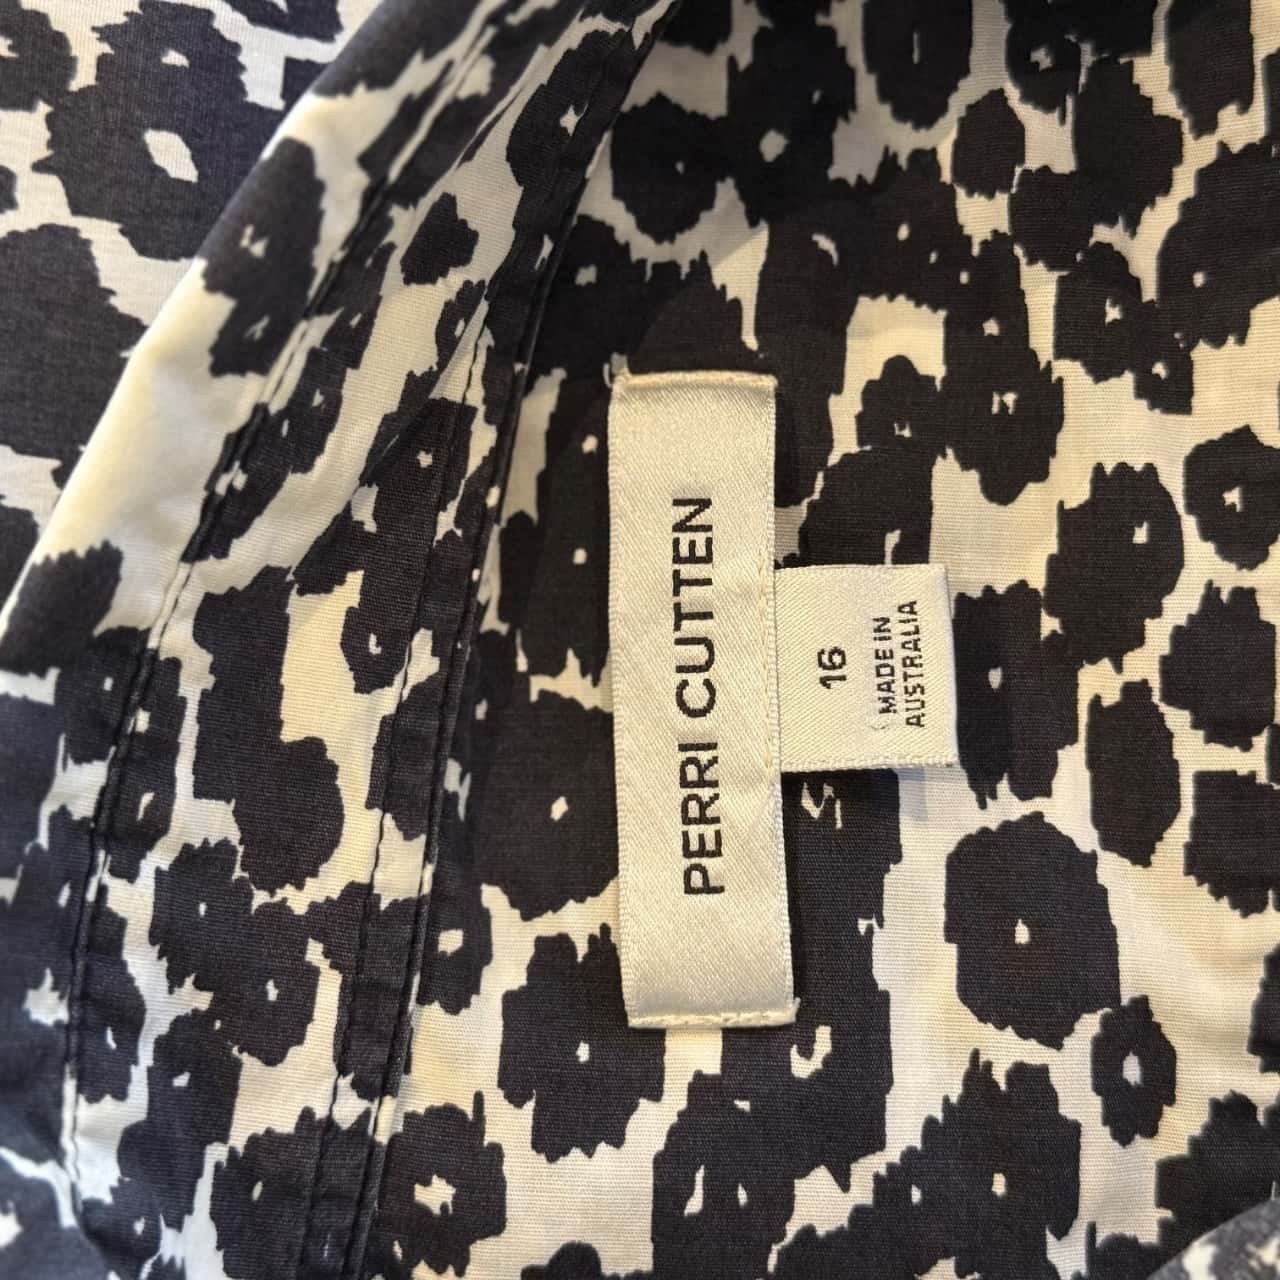 PERRI CUTTEN
16
MADE IN
AUSTRALIA